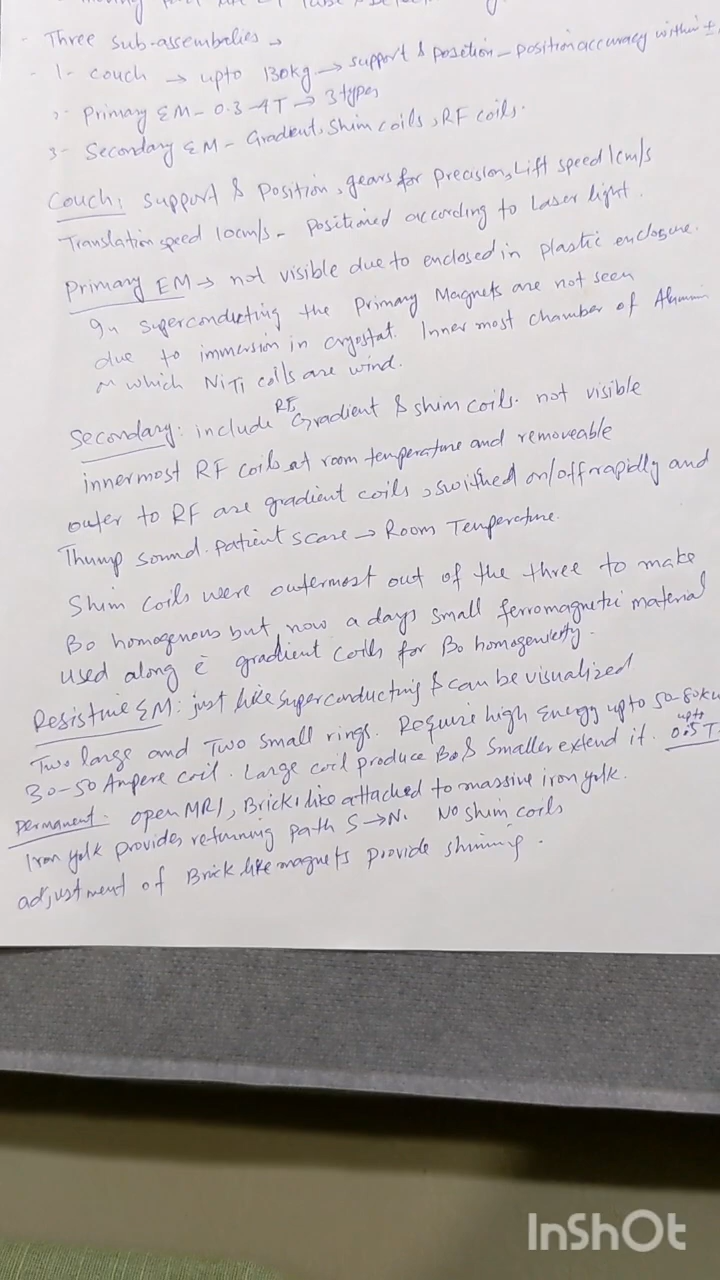 - Three sub-assembelies →
- 1- couch → upto 130kg → support & position - position accuracy within ±
2- Primary EM - 0.3-4T → 3 types
3- Secondary EM - Gradient, Shim coils, RF coils.
Couch: Support & Position, gears for precision, Lift speed 1cm/s
Translation speed 10cm/s - Positioned according to Laser light.
Primary EM → not visible due to enclosed in plastic enclosure.
In superconducting the Primary Magnets are not seen
due to immersion in cryostat. Inner most chamber of Alumin
on which NiTi coils are wind.
Secondary: include RF Gradient & shim coils. not visible
innermost RF coils at room temperature and removeable
outer to RF are gradient coils, swithed on/off rapidly and
Thump sound. patient scare → Room Temperature.
Shim coils were outermost out of the three to make
B0 homogenous but now a days small ferromagnetic material
used along c̄ gradient coils for B0 homogeniety.
Resistive EM: just like superconducting & can be visualized
Two large and Two small rings. Require high energy upto 50-80kw
30-50 Ampere coil. Large coil produce B0 & Smaller extend it. upto 0.5T
Permanent: open MRI, Bricks like attached to massive iron yolk.
Iron yolk provides returning path S→N. No shim coils
adjustment of Brick like magnets provide shiming.
InShOt